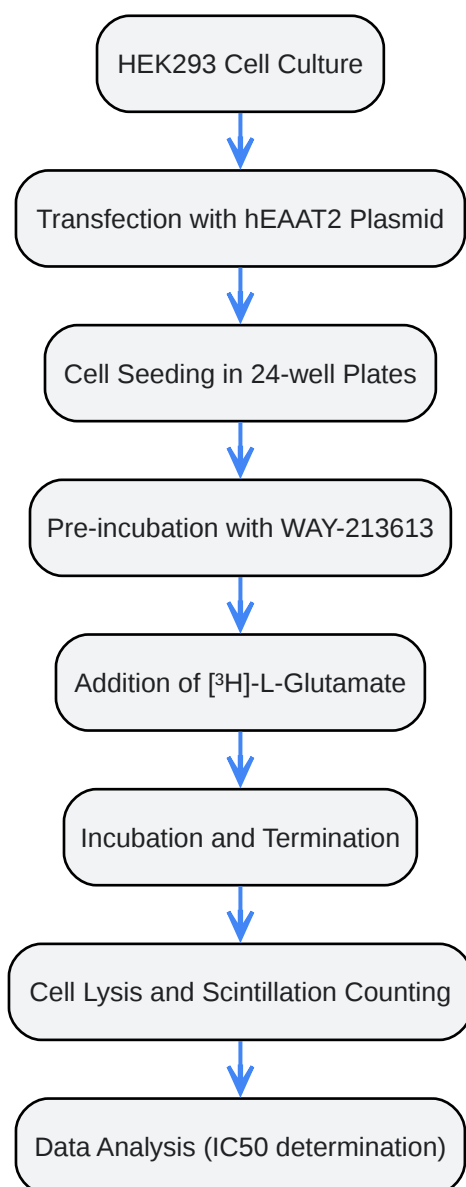 HEK293 Cell Culture
Transfection with hEAAT2 Plasmid
Cell Seeding in 24-well Plates
Pre-incubation with WAY-213613
Addition of [³H]-L-Glutamate
Incubation and Termination
Cell Lysis and Scintillation Counting
Data Analysis (IC50 determination)